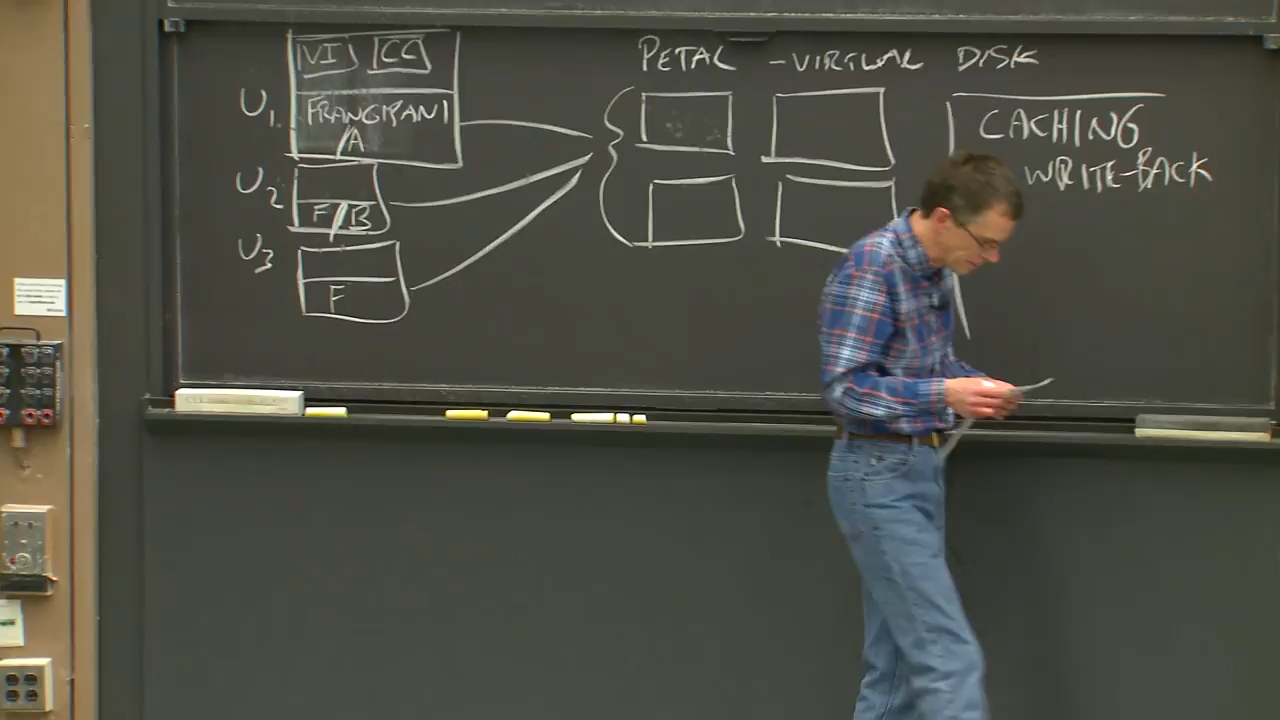 VI CC
U1 FRANGIPANI
/A
U2 F/B
U3
F
PETAL - VIRTUAL DISK
CACHING
WRITE-BACK